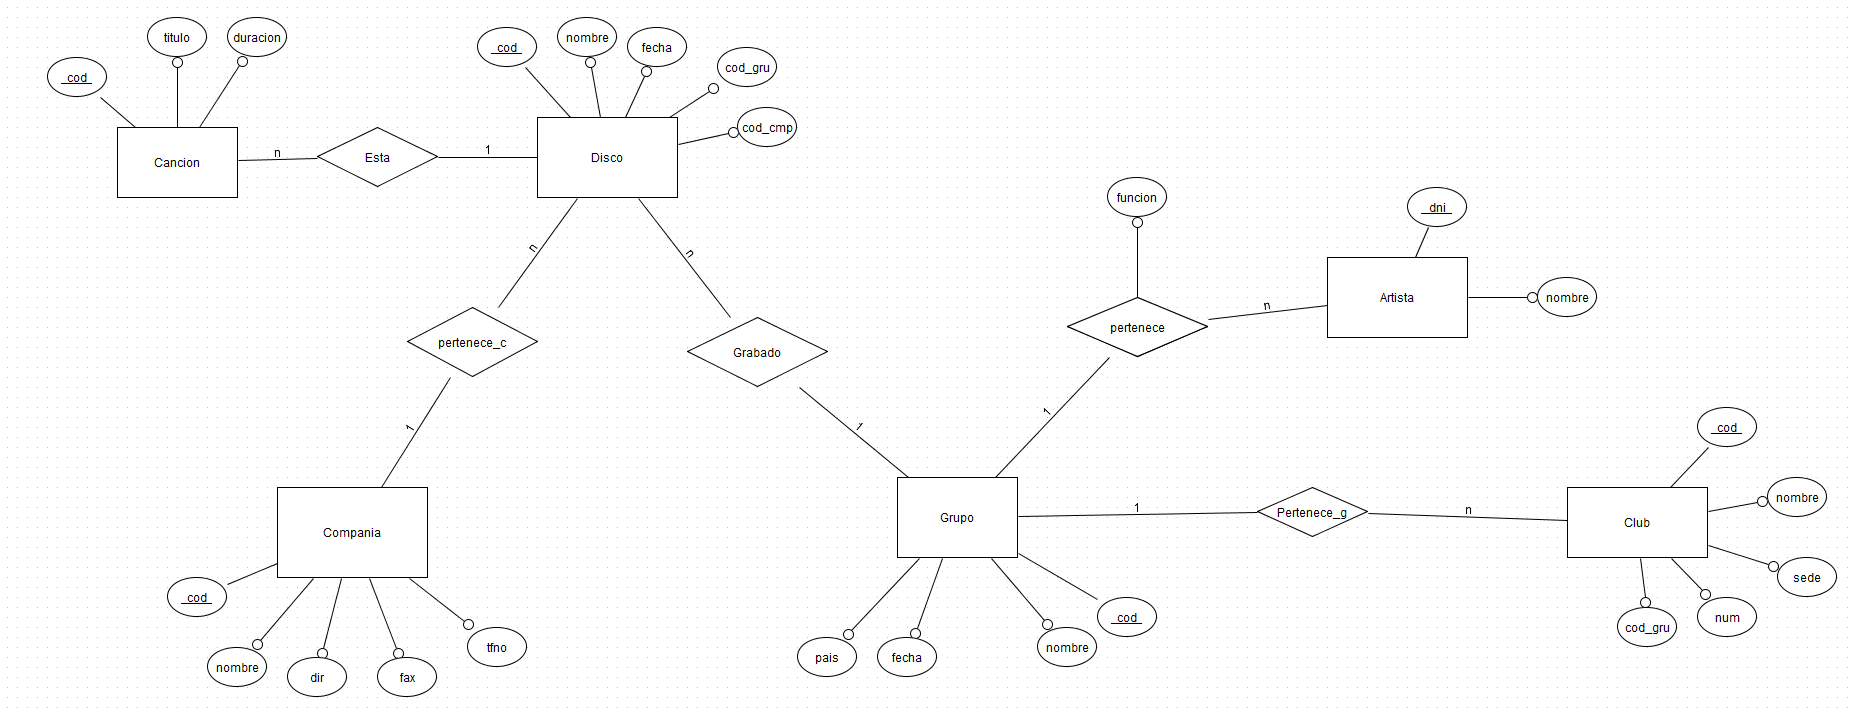 titulo
duracion
cod
cod
nombre
fecha
cod_gru
cod_cmp
Cancion
n
Esta
1
Disco
funcion
dni
n
n
pertenece
n
Artista
nombre
pertenece_c
Grabado
1
1
1
cod
nombre
sede
num
cod_gru
Compania
Grupo
1
Pertenece_g
n
Club
cod
nombre
dir
fax
tfno
pais
fecha
nombre
cod